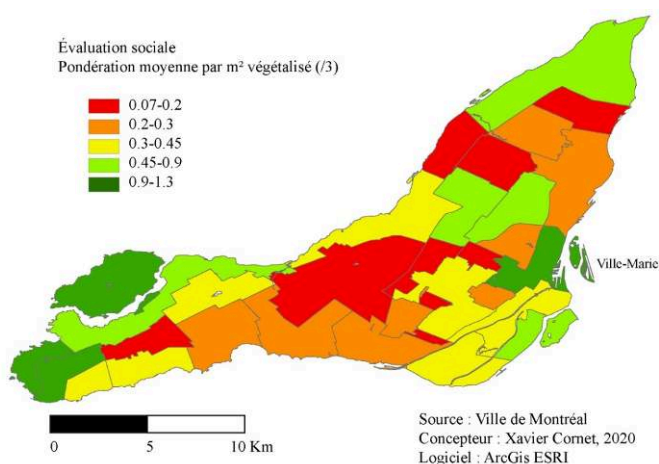 Évaluation sociale
Pondération moyenne par m² végétalisé (/3)
0.07-0.2
0.2-0.3
0.3-0.45
0.45-0.9
0.9-1.3
Ville-Marie
0 5 10 Km
Source : Ville de Montréal
Concepteur : Xavier Cornet, 2020
Logiciel : ArcGis ESRI